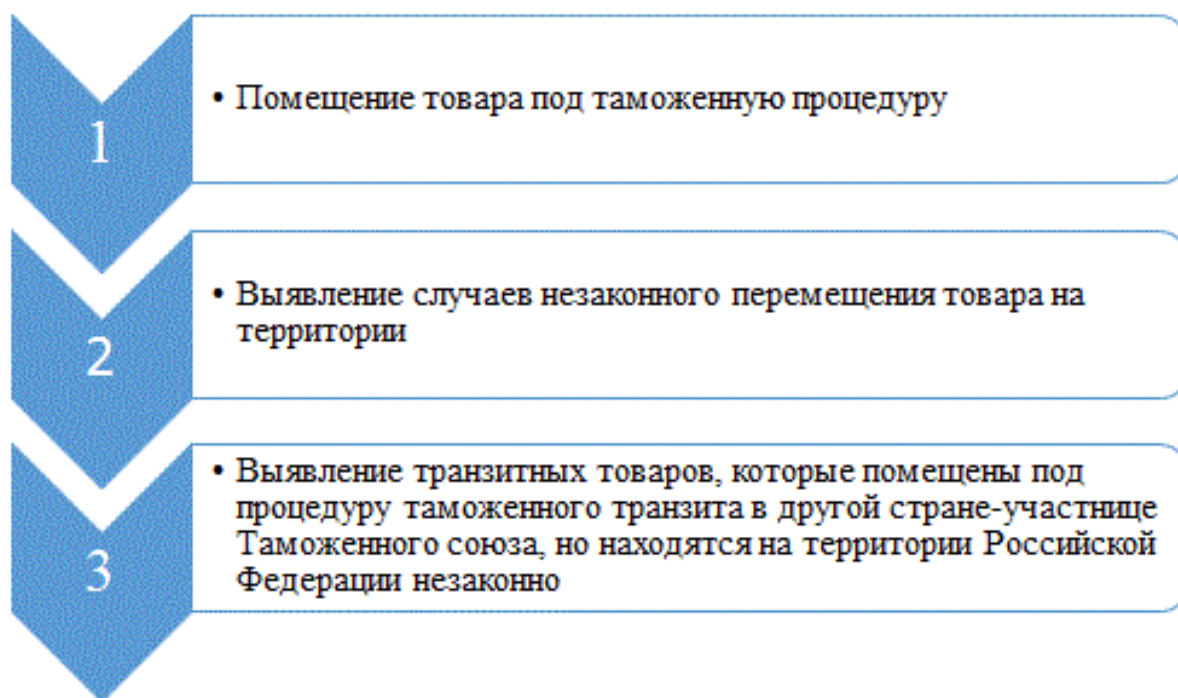 1
• Помещение товара под таможенную процедуру
2
• Выявление случаев незаконного перемещения товара на
территории
3
• Выявление транзитных товаров, которые помещены под
процедуру таможенного транзита в другой стране-участнице
Таможенного союза, но находятся на территории Российской
Федерации незаконно